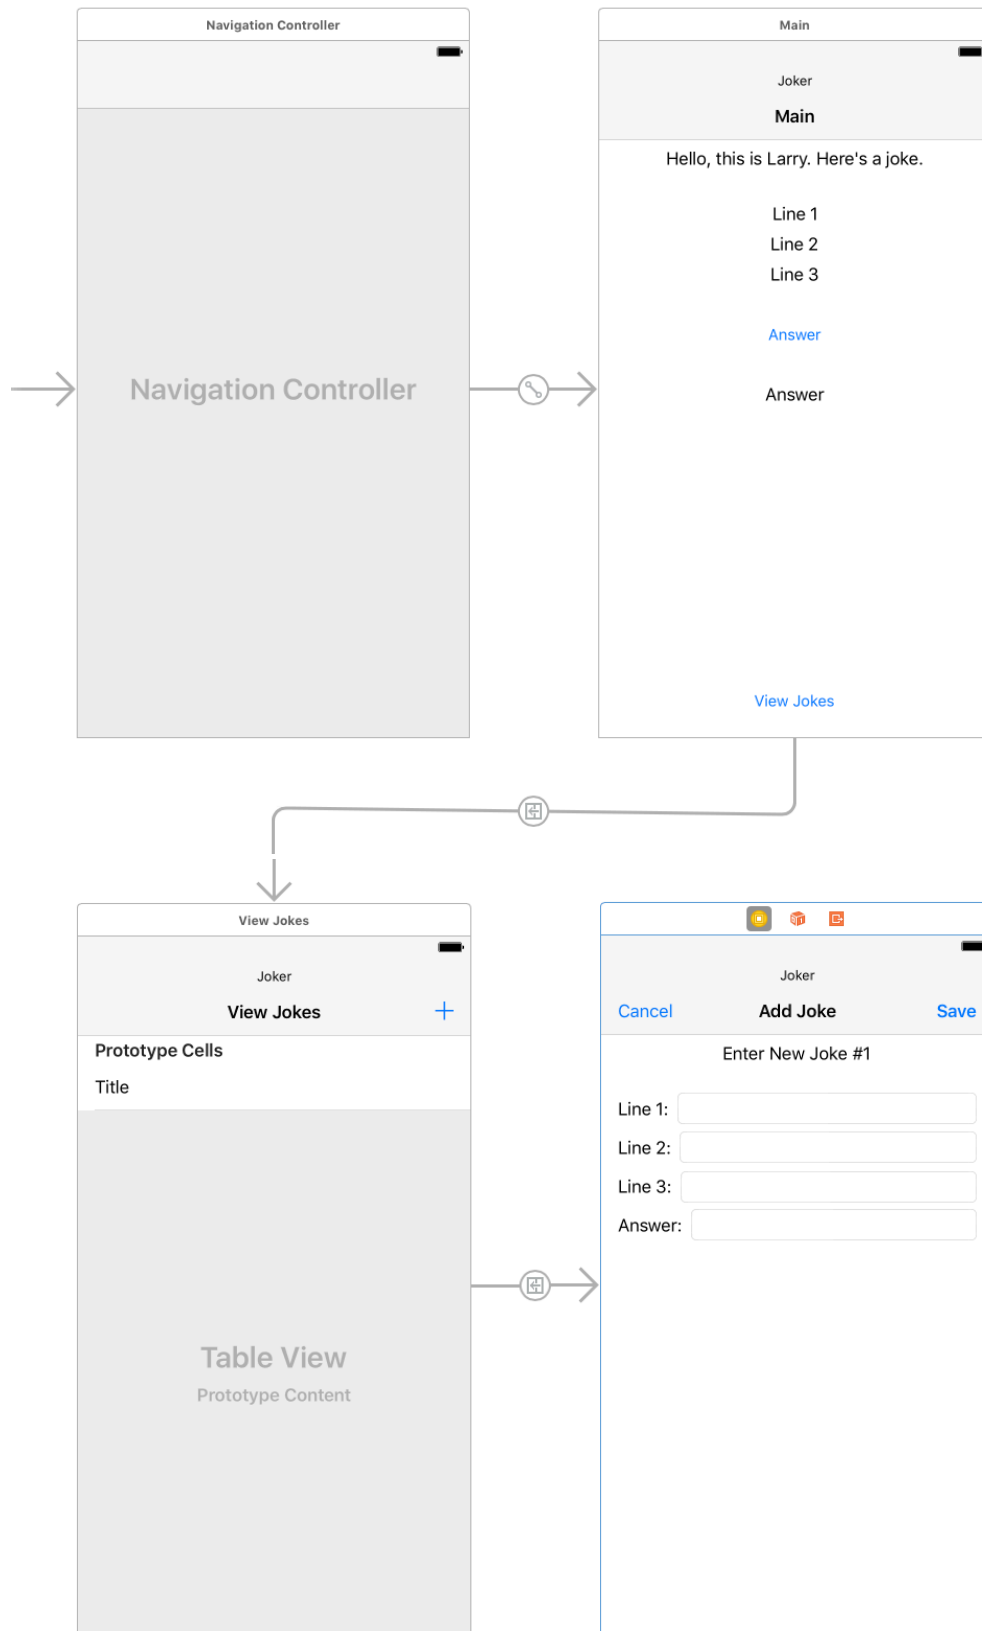 Navigation Controller
Navigation Controller
Main
Joker
Main
Hello, this is Larry. Here's a joke.
Line 1
Line 2
Line 3
Answer
Answer
View Jokes
View Jokes
Joker
View Jokes
Prototype Cells
Title
Table View
Prototype Content
Joker
Cancel Add Joke Save
Enter New Joke #1
Line 1:
Line 2:
Line 3:
Answer: